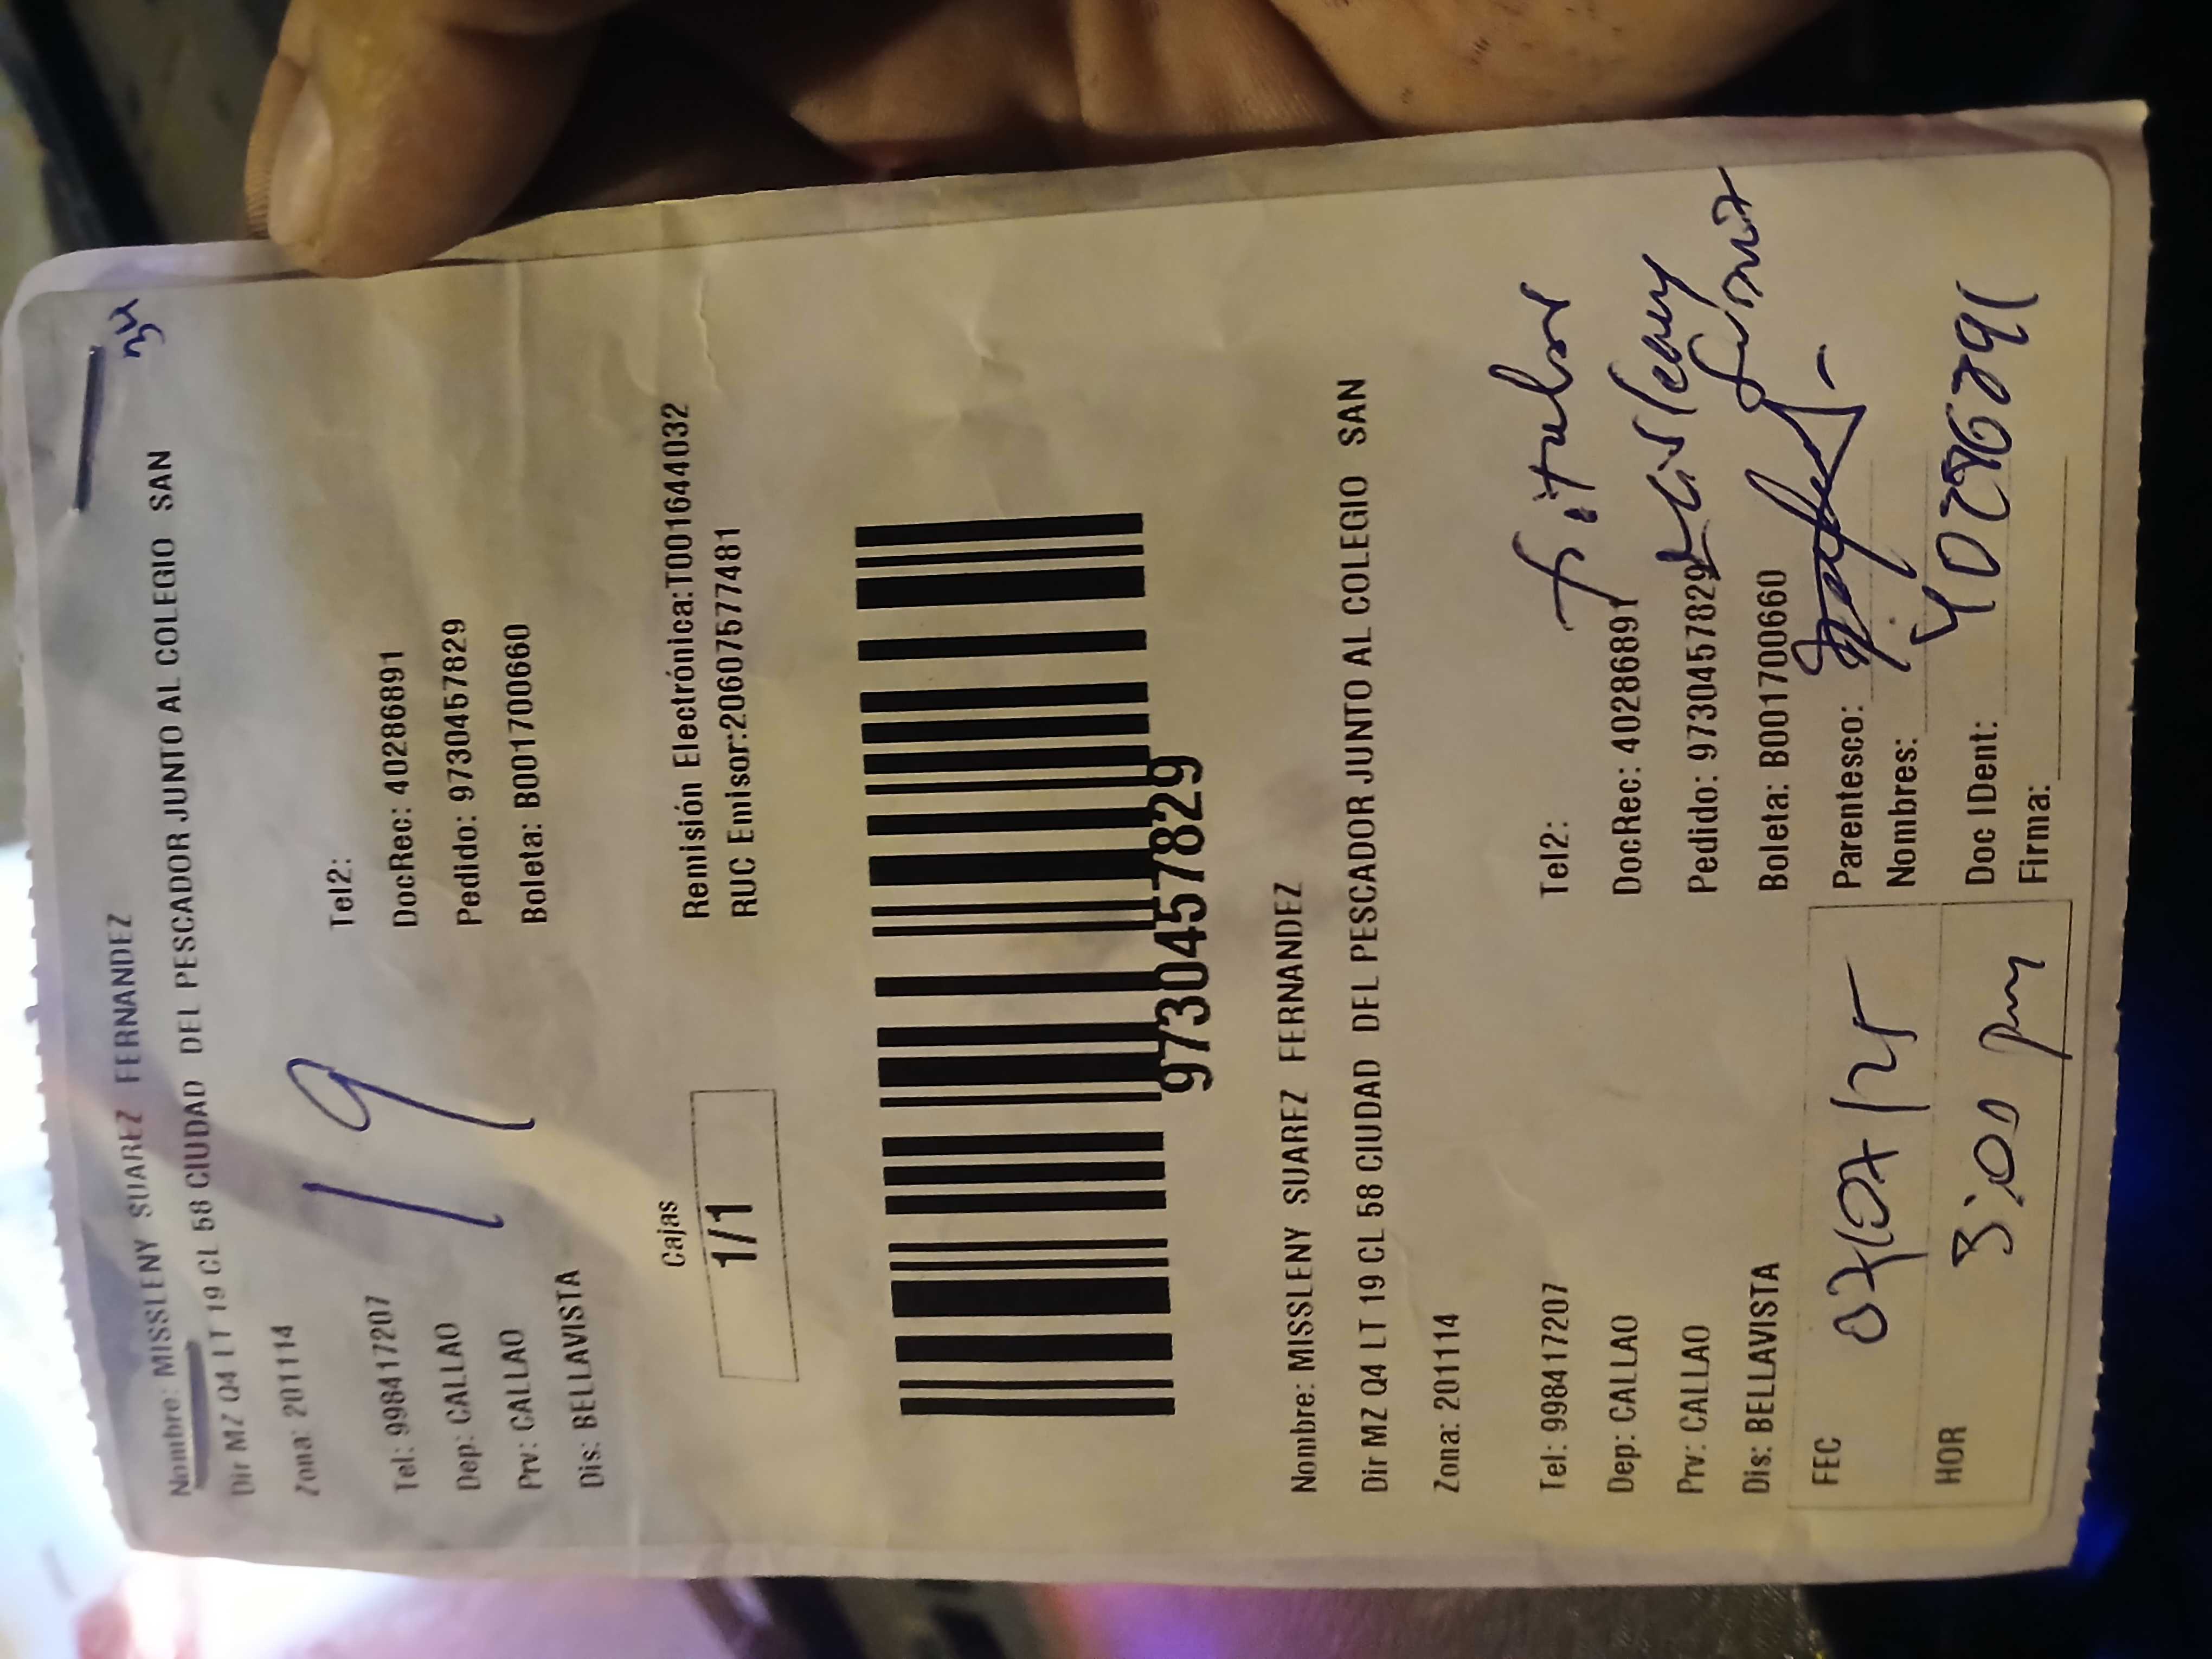 Nombre: MISSLENY SUAREZ FERNANDEZ
Dir MZ Q4 LT 19 CL 58 CIUDAD DEL PESCADOR JUNTO AL COLEGIO SAN
Zona: 201114
19
Tel: 998417207 Tel2:
Dep: CALLAO DocRec: 40286891
Prv: CALLAO Pedido: 9730457829
Dis: BELLAVISTA Boleta: B001700660
Cajas
1/1
Remisión Electrónica:T001644032
RUC Emisor:20607577481
9730457829
Nombre: MISSLENY SUAREZ FERNANDEZ
Dir MZ Q4 LT 19 CL 58 CIUDAD DEL PESCADOR JUNTO AL COLEGIO SAN
Zona: 201114
Tel: 998417207 Tel2:
titular
Dep: CALLAO DocRec: 40286891
Prv: CALLAO Pedido: 9730457829
Dis: BELLAVISTA Boleta: B001700660
FEC 07/07/25
Parentesco:
Nombres:
HOR 3:00 pm
Doc IDent: 40286891
Firma: